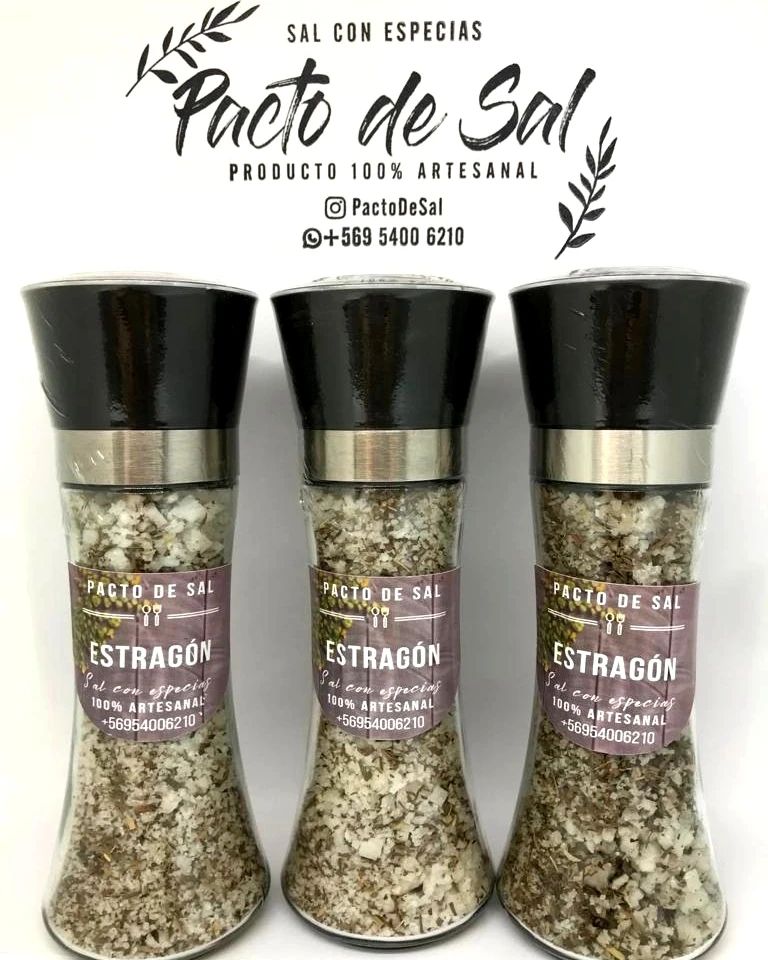 SAL CON ESPECIAS
Pacto de Sal
PRODUCTO 100% ARTESANAL
PactoDeSal
+569 5400 6210
PACTO DE SAL
ESTRAGÓN
Sal con especias
100% ARTESANAL
+56954006210
PACTO DE SAL
ESTRAGÓN
Sal con especias
100% ARTESANAL
+56954006210
PACTO DE SAL
ESTRAGÓN
Sal con especias
100% ARTESANAL
+56954006210